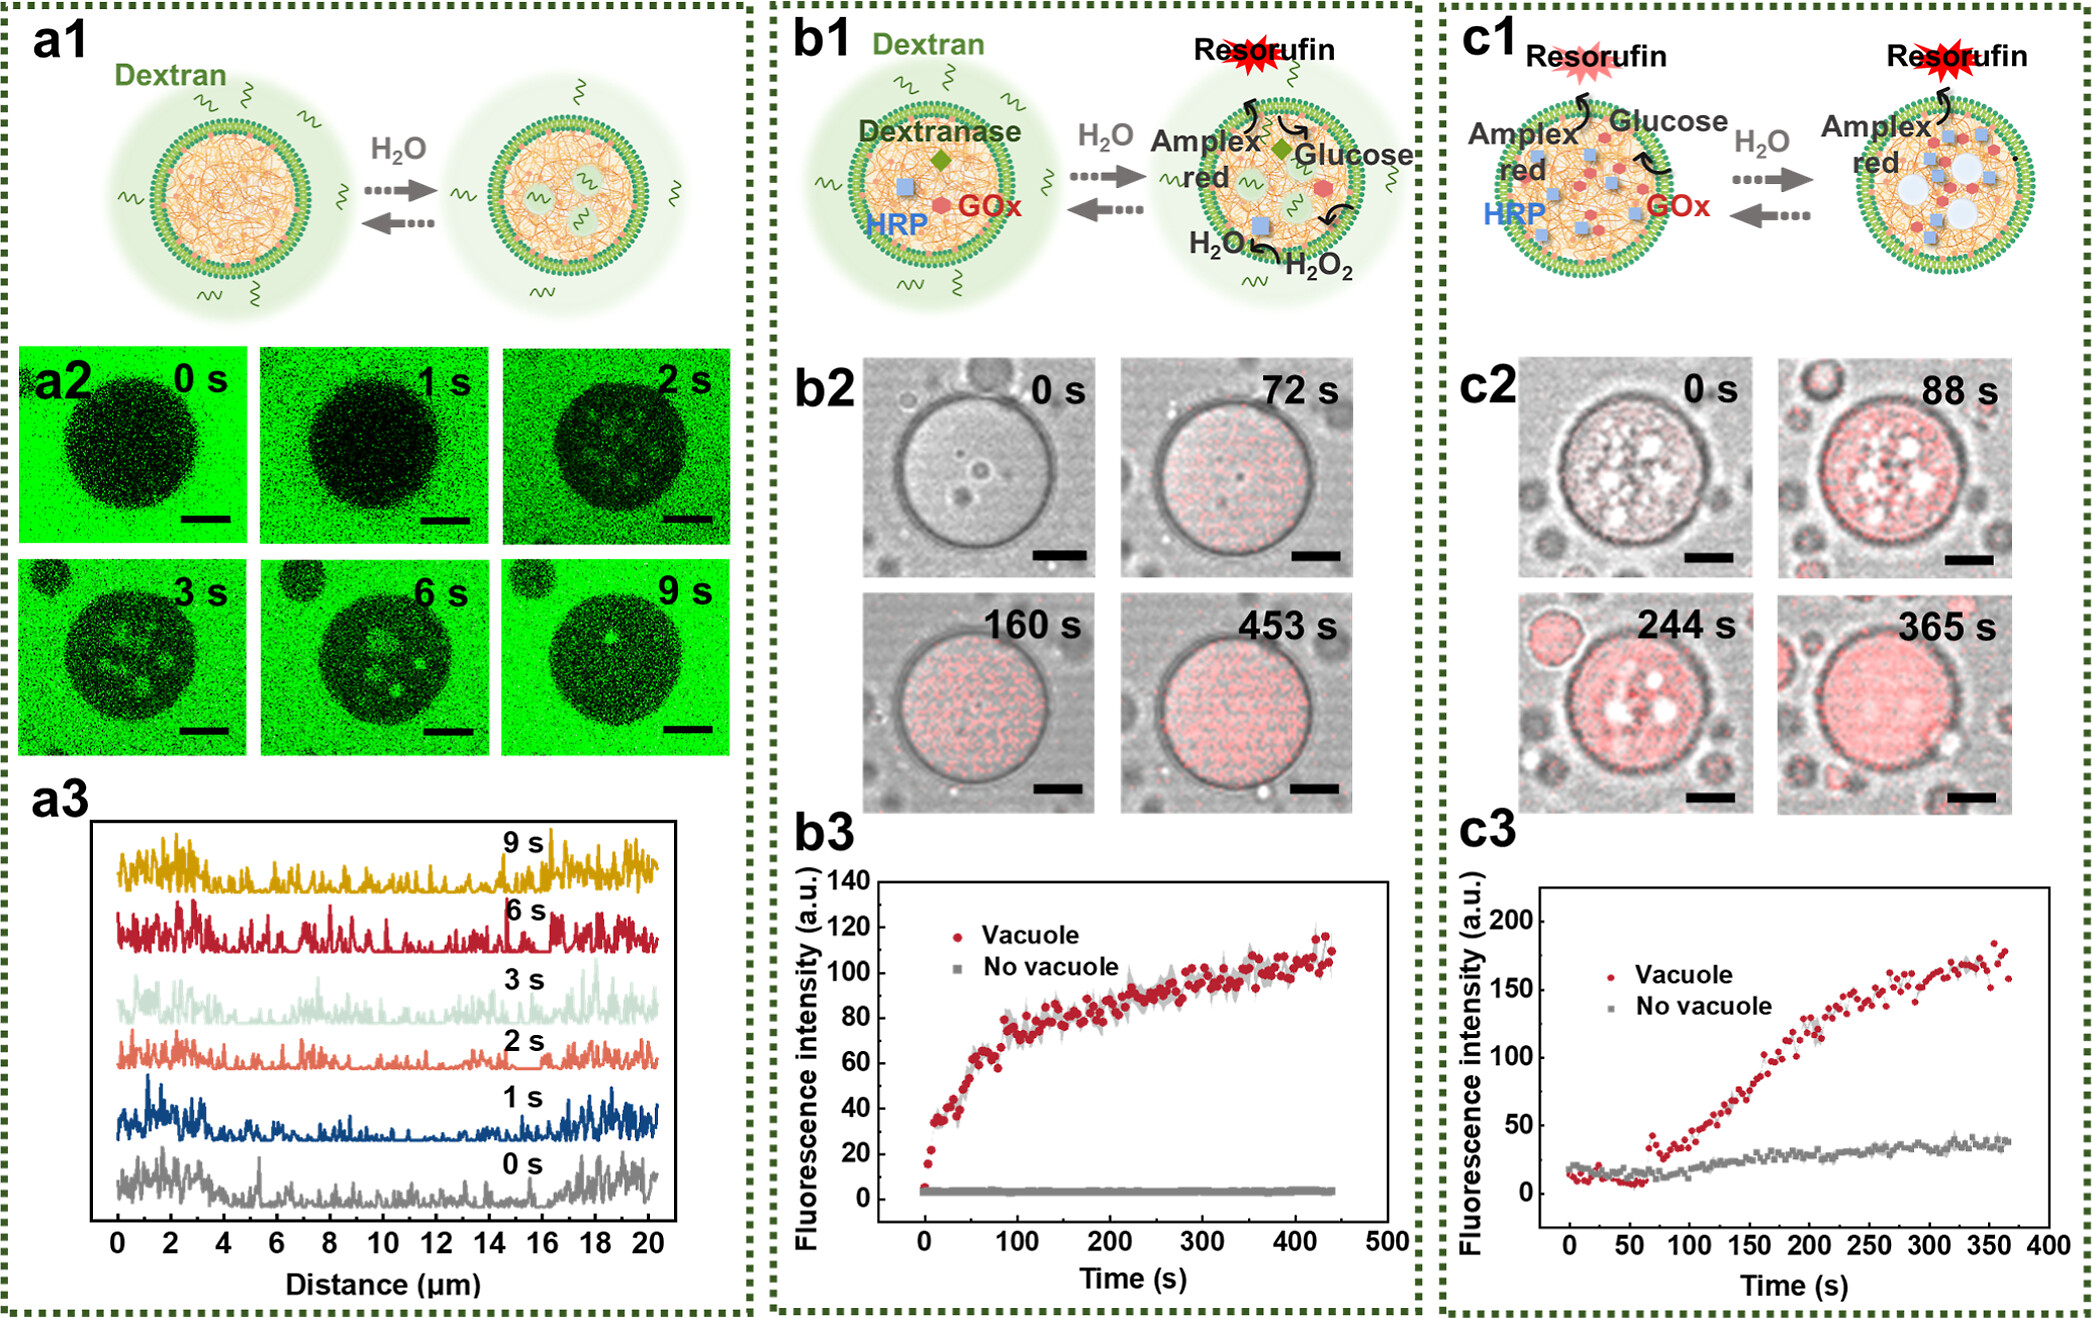 a1
Dextran
H2O
a2
0 s
1 s
2 s
3 s
6 s
9 s
a3
9 s
6 s
3 s
2 s
1 s
0 s
0 2 4 6 8 10 12 14 16 18 20
Distance (μm)
b1
Dextran
Resorufin
Dextranase
H2O
Amplex
red
Glucose
HRP
GOx
H2O
H2O2
b2
0 s
72 s
160 s
453 s
b3
Fluorescence intensity (a.u.)
140
120
100
80
60
40
20
0
Vacuole
No vacuole
0 100 200 300 400 500
Time (s)
c1
Resorufin
Resorufin
Amplex
red
Glucose
H2O
Amplex
red
HRP
GOx
c2
0 s
88 s
244 s
365 s
c3
Fluorescence intensity (a.u.)
200
150
100
50
0
Vacuole
No vacuole
0 50 100 150 200 250 300 350 400
Time (s)